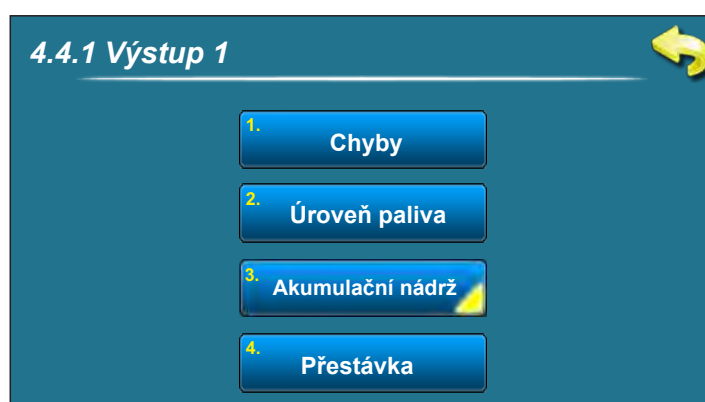 4.4.1 Výstup 1
1.
Chyby
2.
Úroveň paliva
3.
Akumulační nádrž
4.
Přestávka